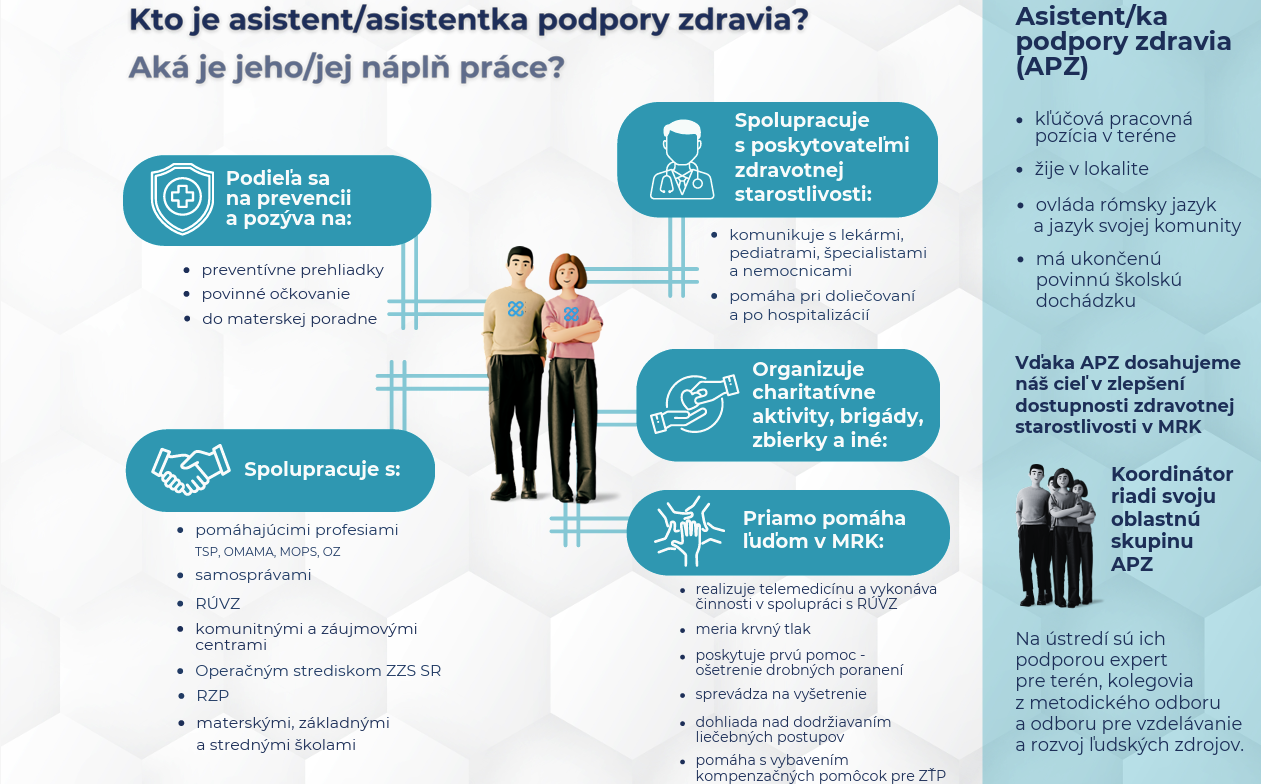 Kto je asistent/asistentka podpory zdravia?
Aká je jeho/jej náplň práce?
Podieľa sa
na prevencii
a pozýva na:
preventívne prehliadky
povinné očkovanie
do materskej poradne
Spolupracuje s:
pomáhajúcimi profesiami
TSP, OMAMA, MOPS, OZ
samosprávami
RÚVZ
komunitnými a záujmovými
centrami
Operačným strediskom ZZS SR
RZP
materskými, základnými
a strednými školami
Spolupracuje
s poskytovateľmi
zdravotnej
starostlivosti:
komunikuje s lekármi,
pediatrami, špecialistami
a nemocnicami
pomáha pri doliečovaní
a po hospitalizácií
Organizuje
charitatívne
aktivity, brigády,
zbierky a iné:
Priamo pomáha
ľuďom v MRK:
realizuje telemedicínu a vykonáva
činnosti v spolupráci s RÚVZ
meria krvný tlak
poskytuje prvú pomoc -
ošetrenie drobných poranení
sprevádza na vyšetrenie
dohliada nad dodržiavaním
liečebných postupov
pomáha s vybavením
kompenzačných pomôcok pre ZŤP
Asistent/ka
podpory zdravia
(APZ)
kľúčová pracovná
pozícia v teréne
žije v lokalite
ovláda rómsky jazyk
a jazyk svojej komunity
má ukončenú
povinnú školskú
dochádzku
Vďaka APZ dosahujeme
náš cieľ v zlepšení
dostupnosti zdravotnej
starostlivosti v MRK
Koordinátor
riadi svoju
oblastnú
skupinu
APZ
Na ústredí sú ich
podporou expert
pre terén, kolegovia
z metodického odboru
a odboru pre vzdelávanie
a rozvoj ľudských zdrojov.